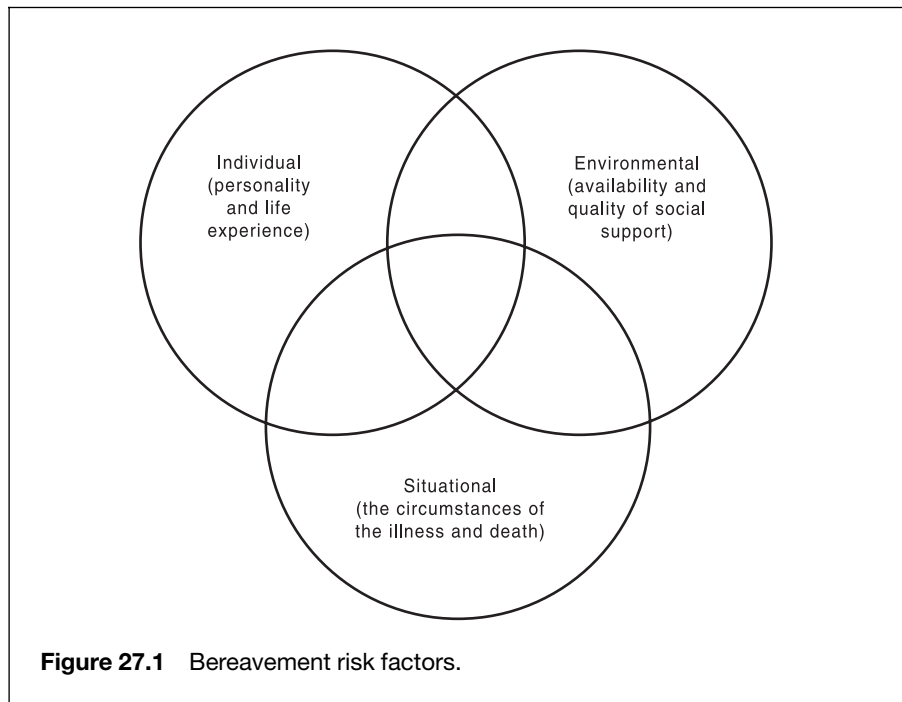 Individual
(personality
and life
experience)
Environmental
(availability and
quality of social
support)
Situational
(the circumstances of
the illness and death)
Figure 27.1 Bereavement risk factors.